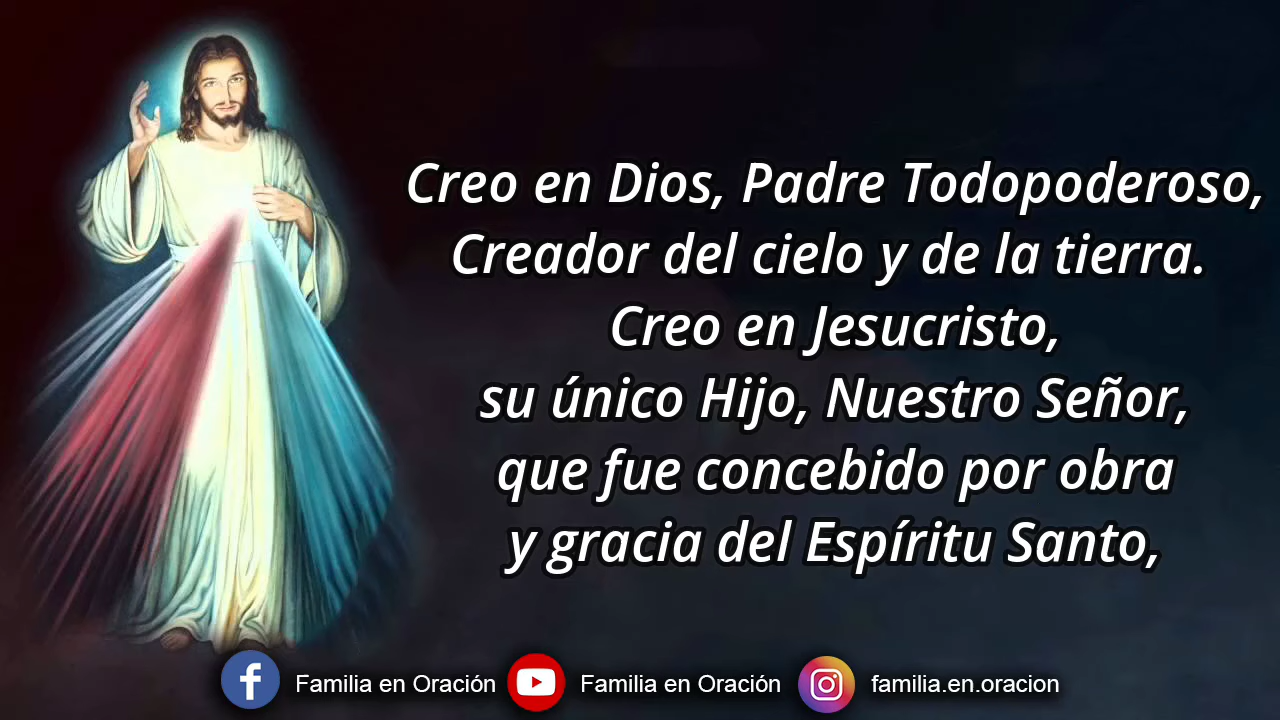 Creo en Dios, Padre Todopoderoso,
Creador del cielo y de la tierra.
Creo en Jesucristo,
su único Hijo, Nuestro Señor,
que fue concebido por obra
y gracia del Espíritu Santo,
Familia en Oración Familia en Oración familia.en.oracion